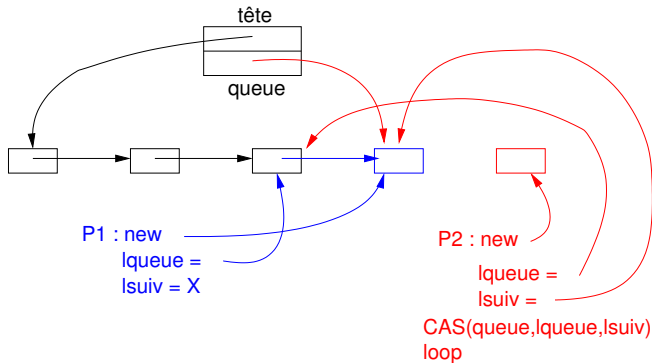 tête
queue
P1 : new
lqueue =
lsuiv = X
P2 : new
lqueue =
lsuiv =
CAS(queue,lqueue,lsuiv)
loop